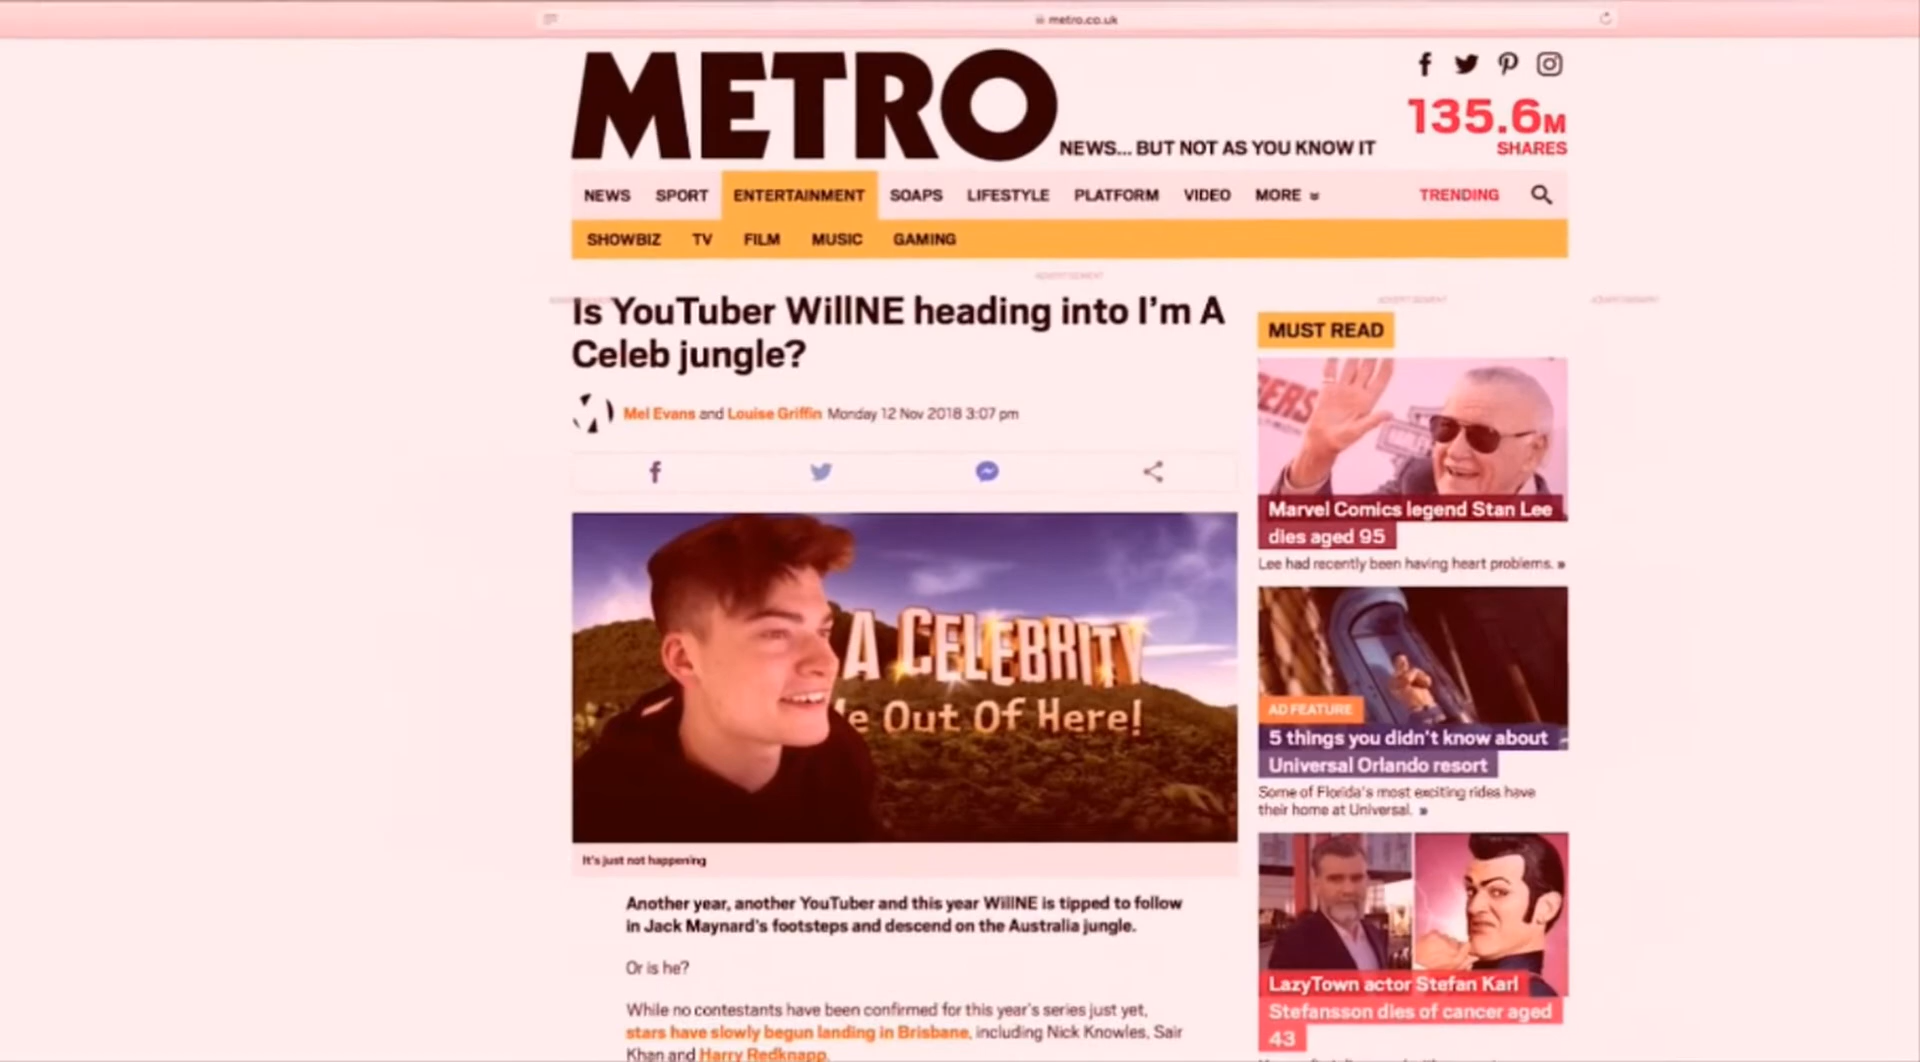 metro.co.uk
METRO
NEWS... BUT NOT AS YOU KNOW IT
135.6M
SHARES
NEWS SPORT ENTERTAINMENT SOAPS LIFESTYLE PLATFORM VIDEO MORE TRENDING
SHOWBIZ TV FILM MUSIC GAMING
ADVERTISEMENT
ADVERTISEMENT
ADVERTISEMENT
Is YouTuber WillNE heading into I'm A
Celeb jungle?
Mel Evans and Louise Griffin Monday 12 Nov 2018 3:07 pm
A CELEBRITY
e Out Of Here!
It's just not happening
Another year, another YouTuber and this year WillNE is tipped to follow
in Jack Maynard's footsteps and descend on the Australia jungle.
Or is he?
While no contestants have been confirmed for this year's series just yet,
stars have slowly begun landing in Brisbane, including Nick Knowles, Sair
Khan and Harry Redknapp.
MUST READ
ERS
Marvel Comics legend Stan Lee
dies aged 95
Lee had recently been having heart problems. »
AD FEATURE
5 things you didn't know about
Universal Orlando resort
Some of Florida's most exciting rides have
their home at Universal. »
LazyTown actor Stefan Karl
Stefansson dies of cancer aged
43